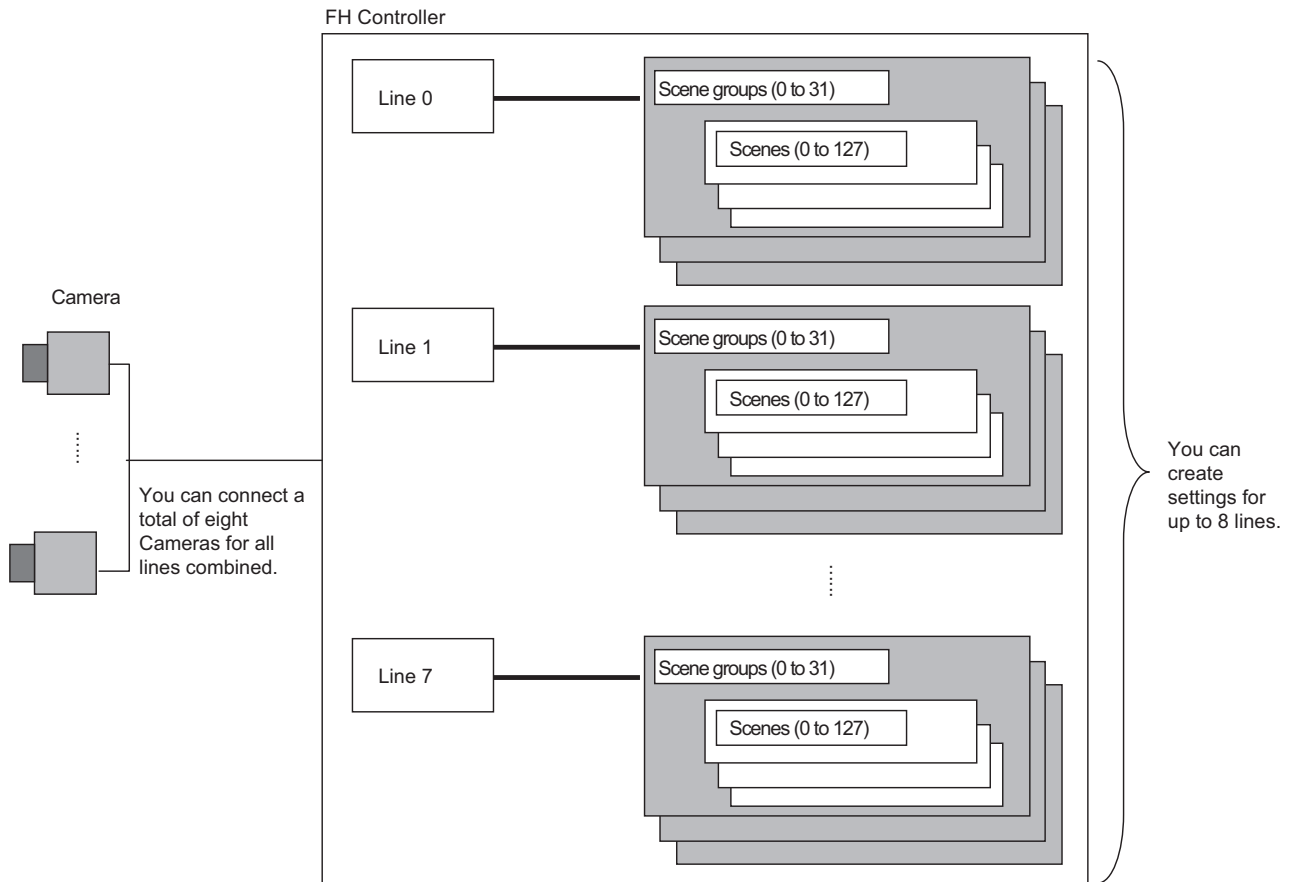 FH Controller
Line 0
Scene groups (0 to 31)
Scenes (0 to 127)
Camera
Line 1
Scene groups (0 to 31)
Scenes (0 to 127)
You can connect a
total of eight
Cameras for all
lines combined.
You can
create
settings for
up to 8 lines.
Line 7
Scene groups (0 to 31)
Scenes (0 to 127)